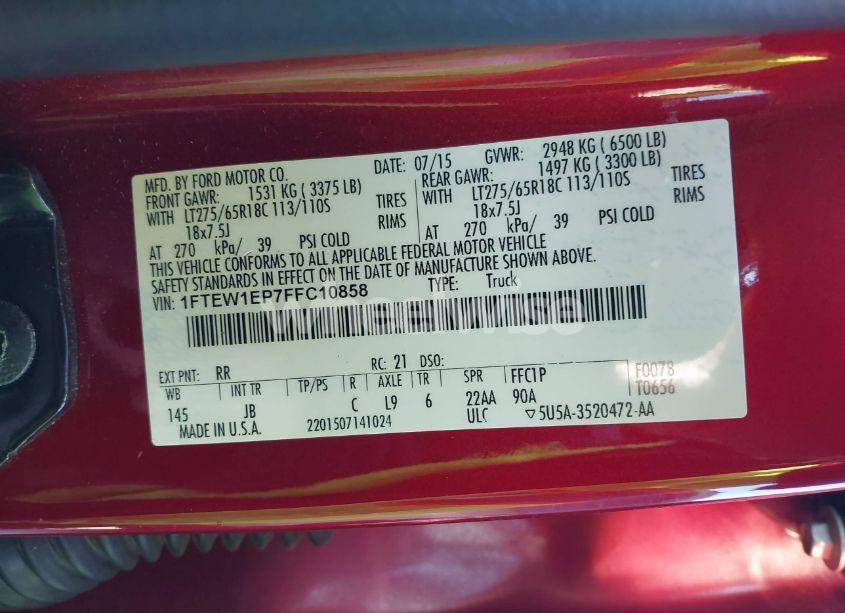 MFD. BY FORD MOTOR CO. DATE: 07/15 GVWR: 2948 KG ( 6500 LB)
FRONT GAWR: 1531 KG ( 3375 LB) REAR GAWR: 1497 KG ( 3300 LB)
WITH LT275/65R18C 113/110S TIRES WITH LT275/65R18C 113/110S TIRES
18x7.5J RIMS 18x7.5J RIMS
AT 270 kPa/ 39 PSI COLD AT 270 kPa/ 39 PSI COLD
THIS VEHICLE CONFORMS TO ALL APPLICABLE FEDERAL MOTOR VEHICLE
SAFETY STANDARDS IN EFFECT ON THE DATE OF MANUFACTURE SHOWN ABOVE.
VIN: 1FTEW1EP7FFC10858 TYPE: Truck
wheelwise
EXT PNT: RR RC: 21 DSO: FFC1P F0078
WB INT TR TP/PS R AXLE TR SPR T0656
145 JB C L9 6 22AA 90A
ULC
MADE IN U.S.A. 2201507141024 ▽5U5A-3520472-AA